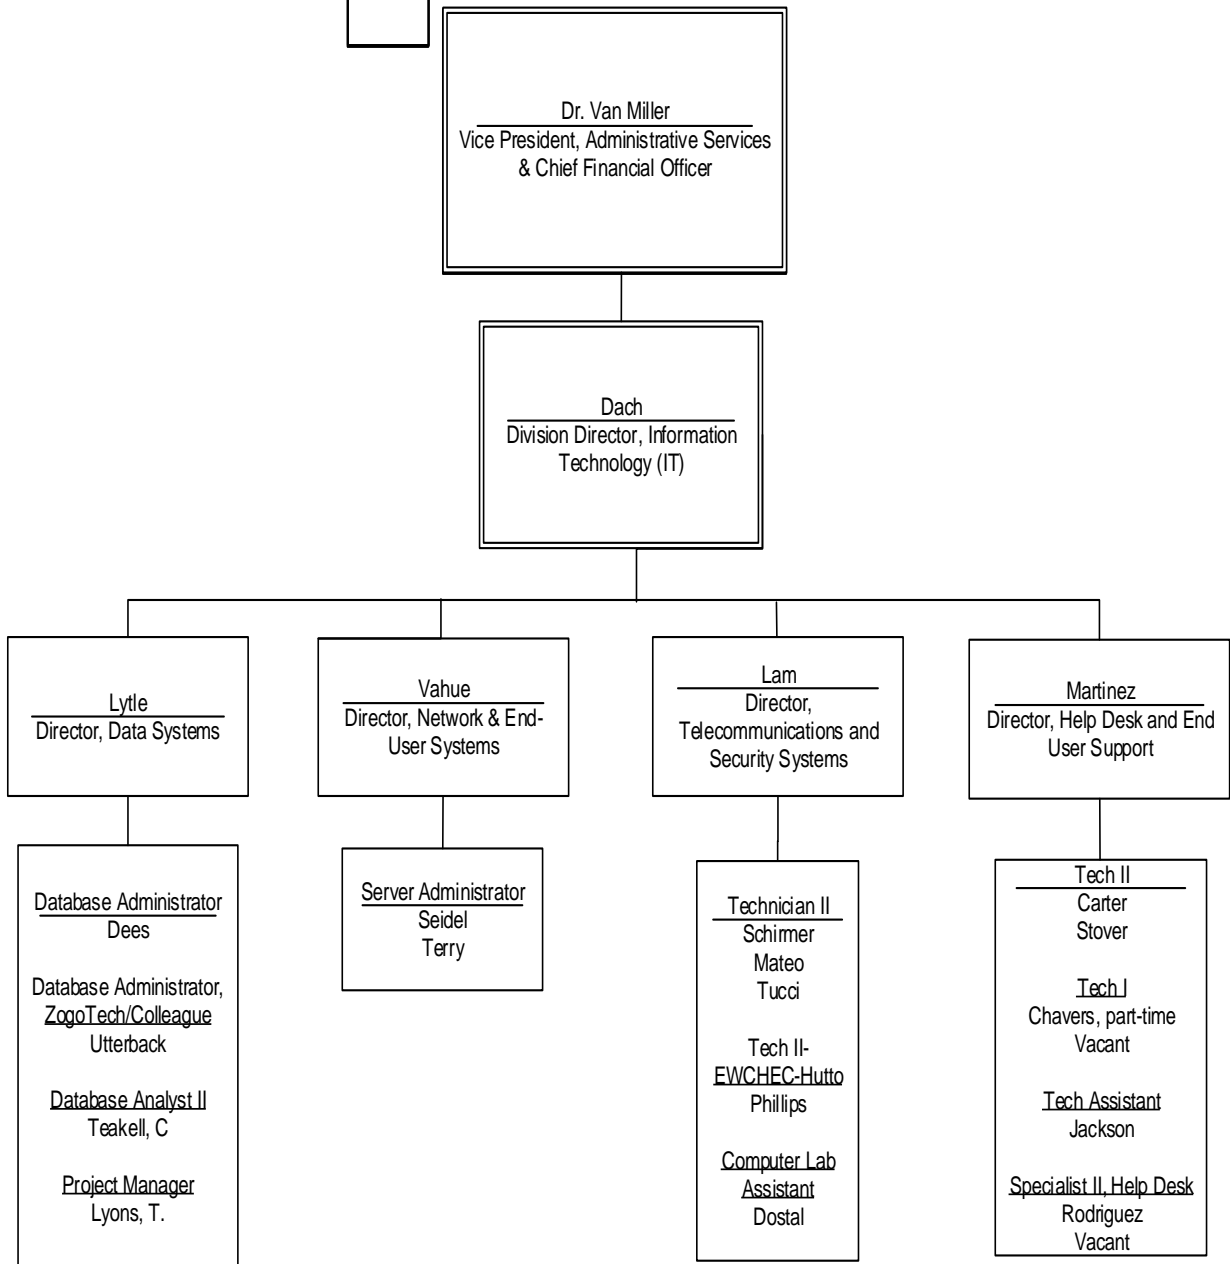 Dr. Van Miller
Vice President, Administrative Services
& Chief Financial Officer
Dach
Division Director, Information
Technology (IT)
Lytle
Director, Data Systems
Vahue
Director, Network & End-
User Systems
Lam
Director,
Telecommunications and
Security Systems
Martinez
Director, Help Desk and End
User Support
Database Administrator
Dees
Database Administrator,
ZogoTech/Colleague
Utterback
Database Analyst II
Teakell, C
Project Manager
Lyons, T.
Server Administrator
Seidel
Terry
Technician II
Schirmer
Mateo
Tucci
Tech II-
EWCHEC-Hutto
Phillips
Computer Lab
Assistant
Dostal
Tech II
Carter
Stover
Tech I
Chavers, part-time
Vacant
Tech Assistant
Jackson
Specialist II, Help Desk
Rodriguez
Vacant